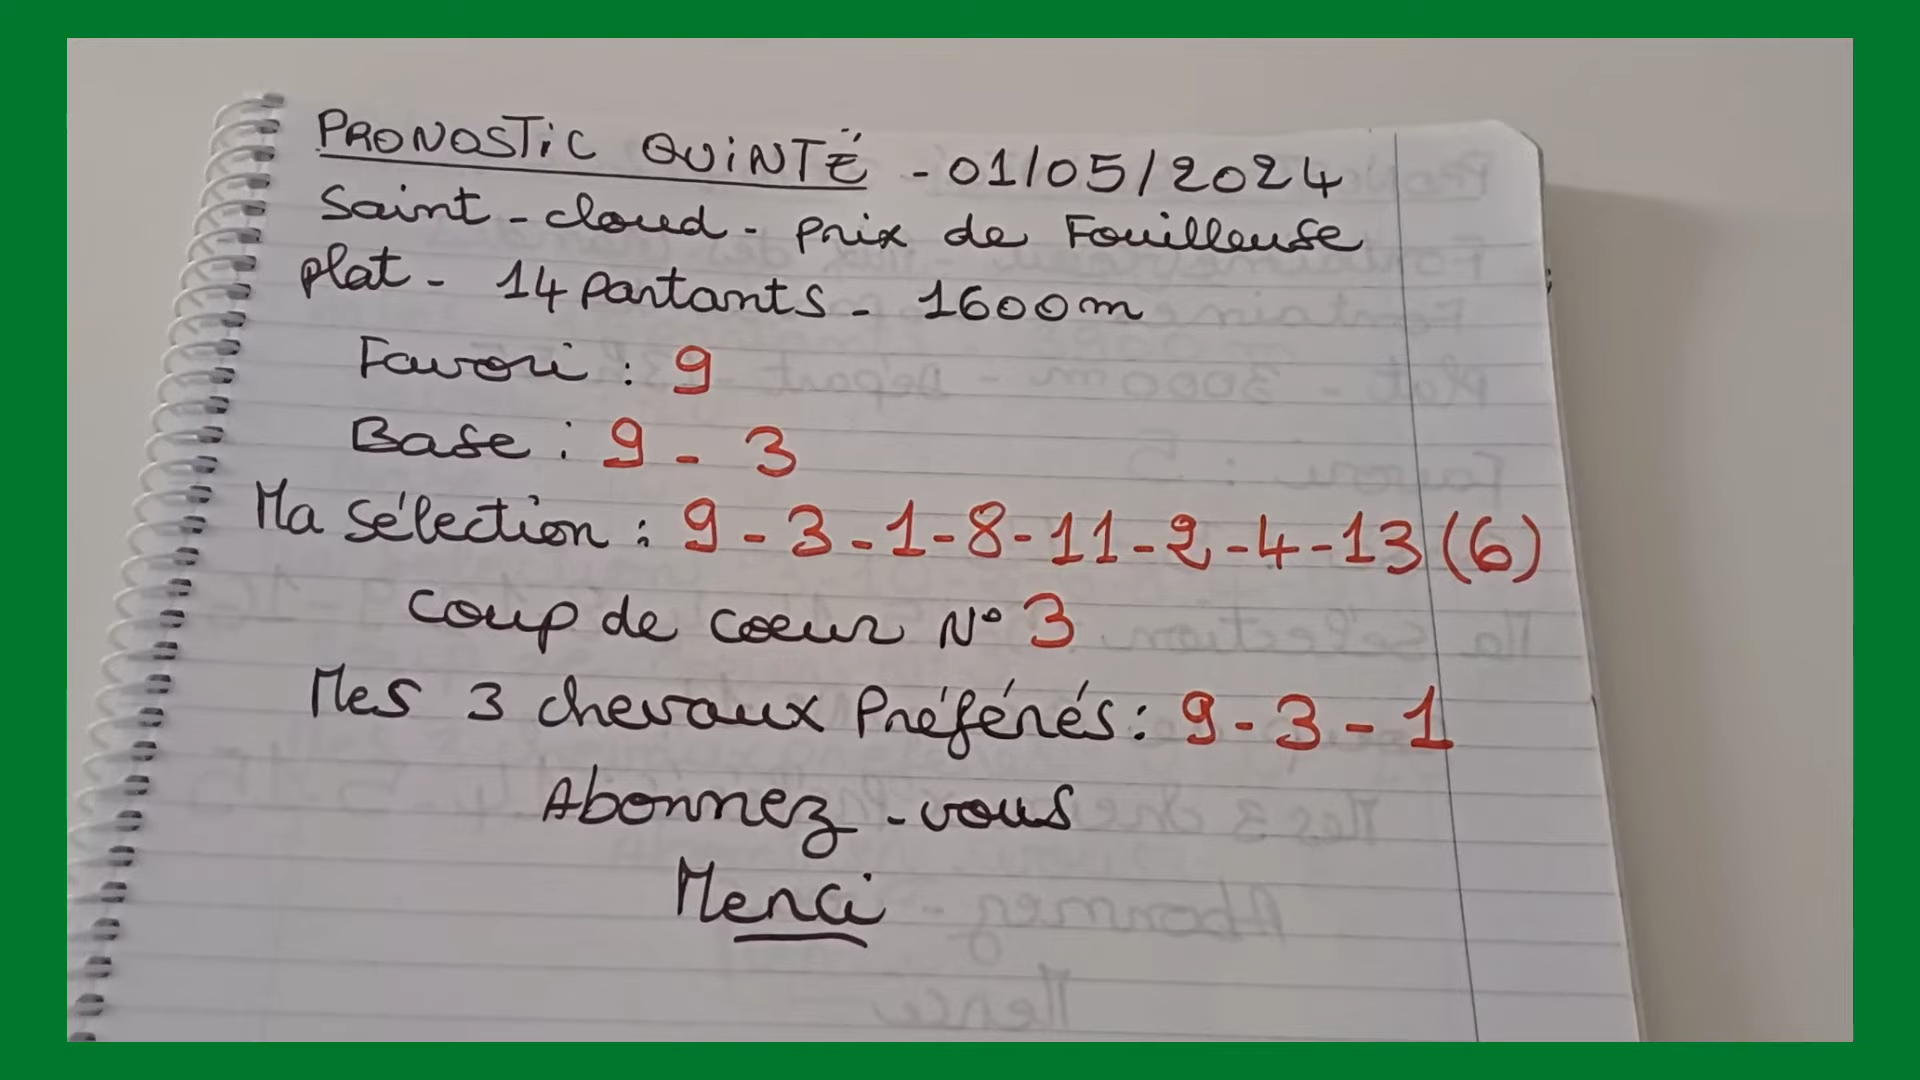 PRONOSTIC QUINTË - 01/05/2024
Saint-cloud - prix de Fouilleuse
plat - 14 partants - 1600m
Favori : 9
Base : 9 - 3
Ma sélection : 9 - 3 - 1 - 8 - 11 - 2 - 4 - 13 (6)
coup de coeur N° 3
Mes 3 chevaux préférés : 9 - 3 - 1
Abonnez-vous
Merci